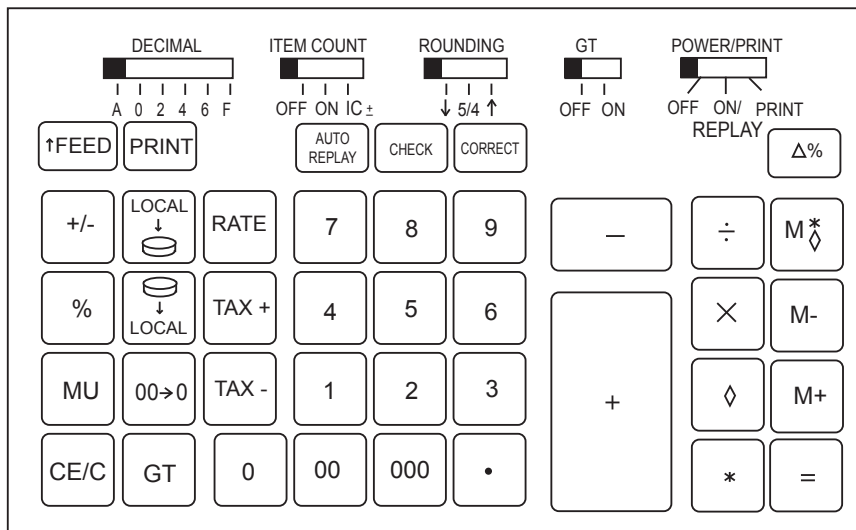 DECIMAL ITEM COUNT ROUNDING GT POWER/PRINT
A 0 2 4 6 F OFF ON IC ± ↓ 5/4 ↑ OFF ON OFF ON/ PRINT
REPLAY
↑FEED PRINT AUTO REPLAY CHECK CORRECT Δ%
+/- LOCAL ↓ RATE 7 8 9 − ÷ M * ◊
% ↓ LOCAL TAX + 4 5 6 × M-
MU 00→0 TAX - 1 2 3 + ◊ M+
CE/C GT 0 00 000 • * =